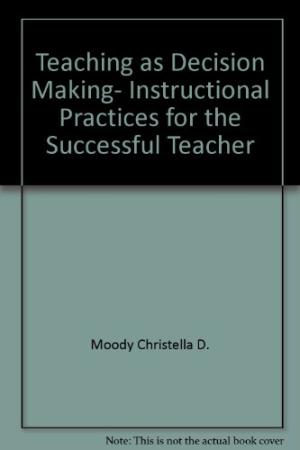 Teaching as Decision
Making- Instructional
Practices for the
Successful Teacher
Moody Christella D.
Note: This is not the actual book cover